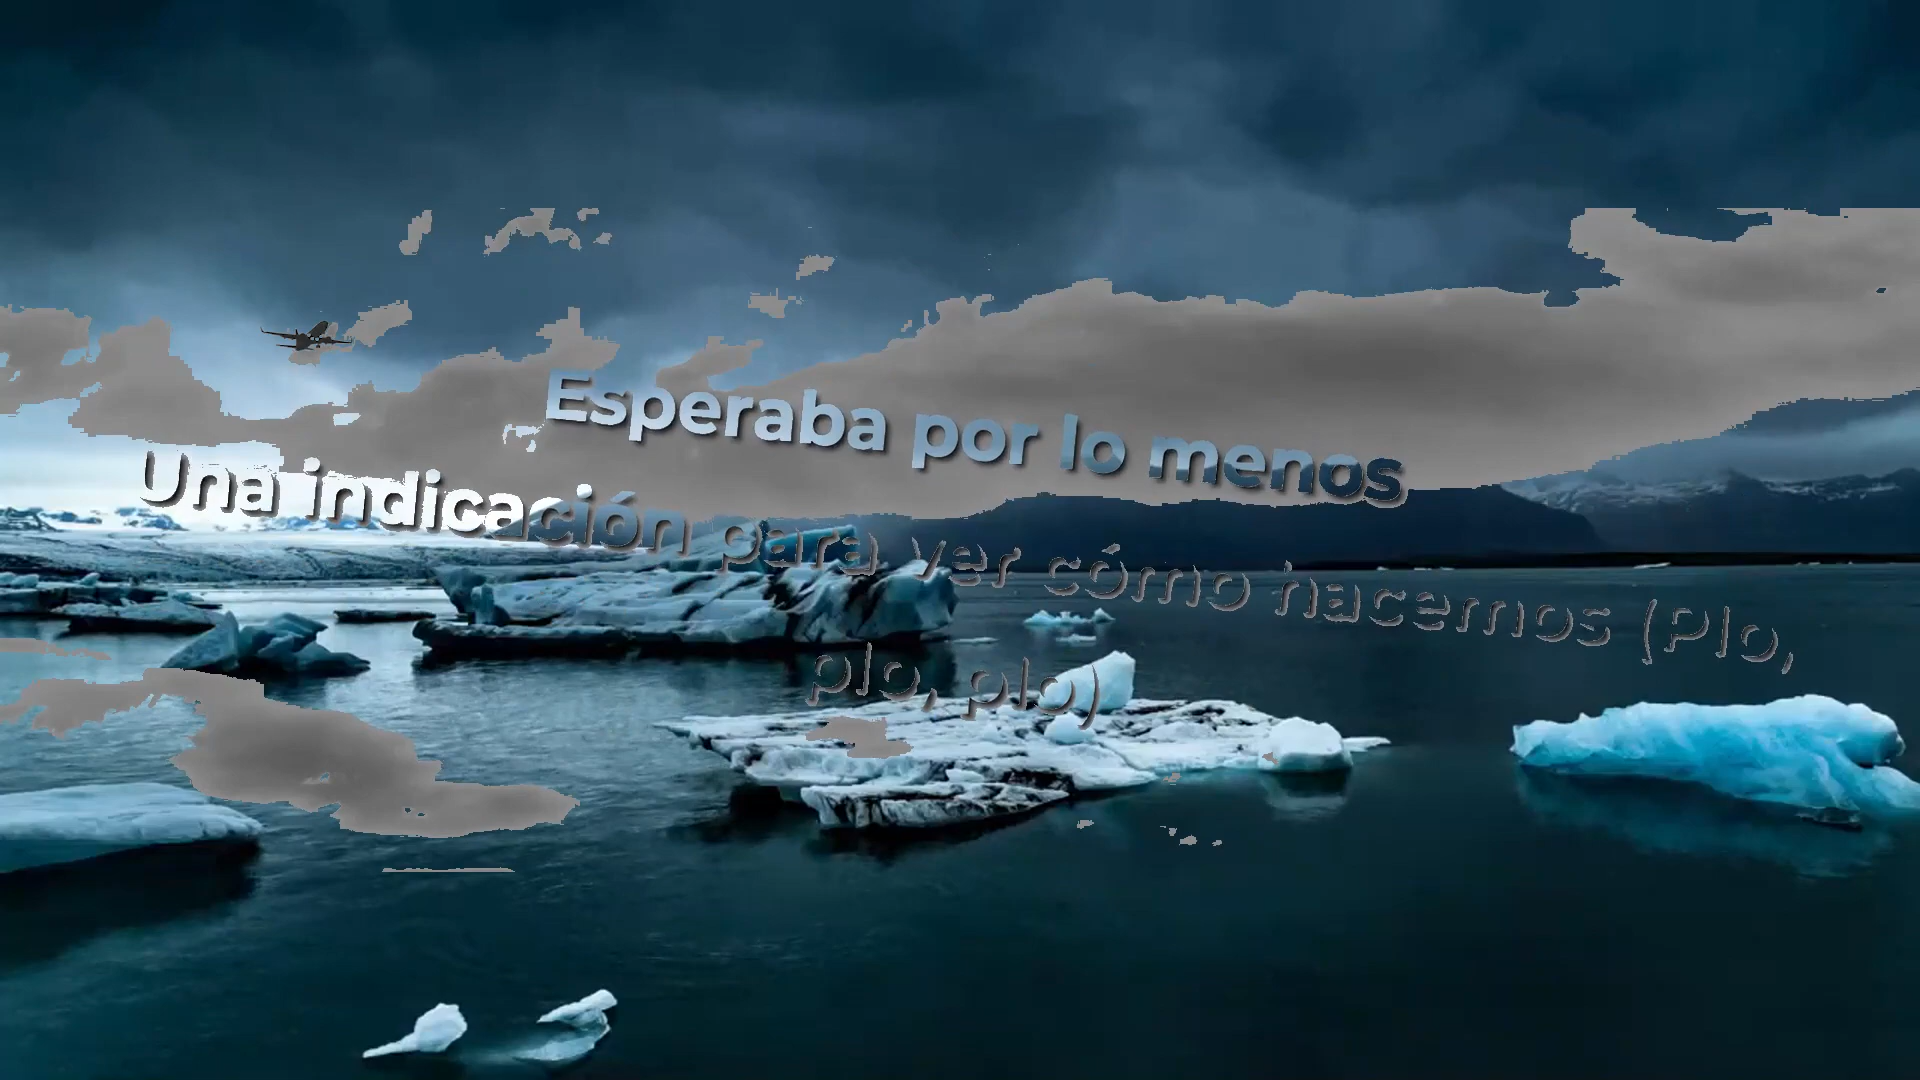 Esperaba por lo menos
Una indicación para ver cómo hacemos (Plo,
plo, plo)